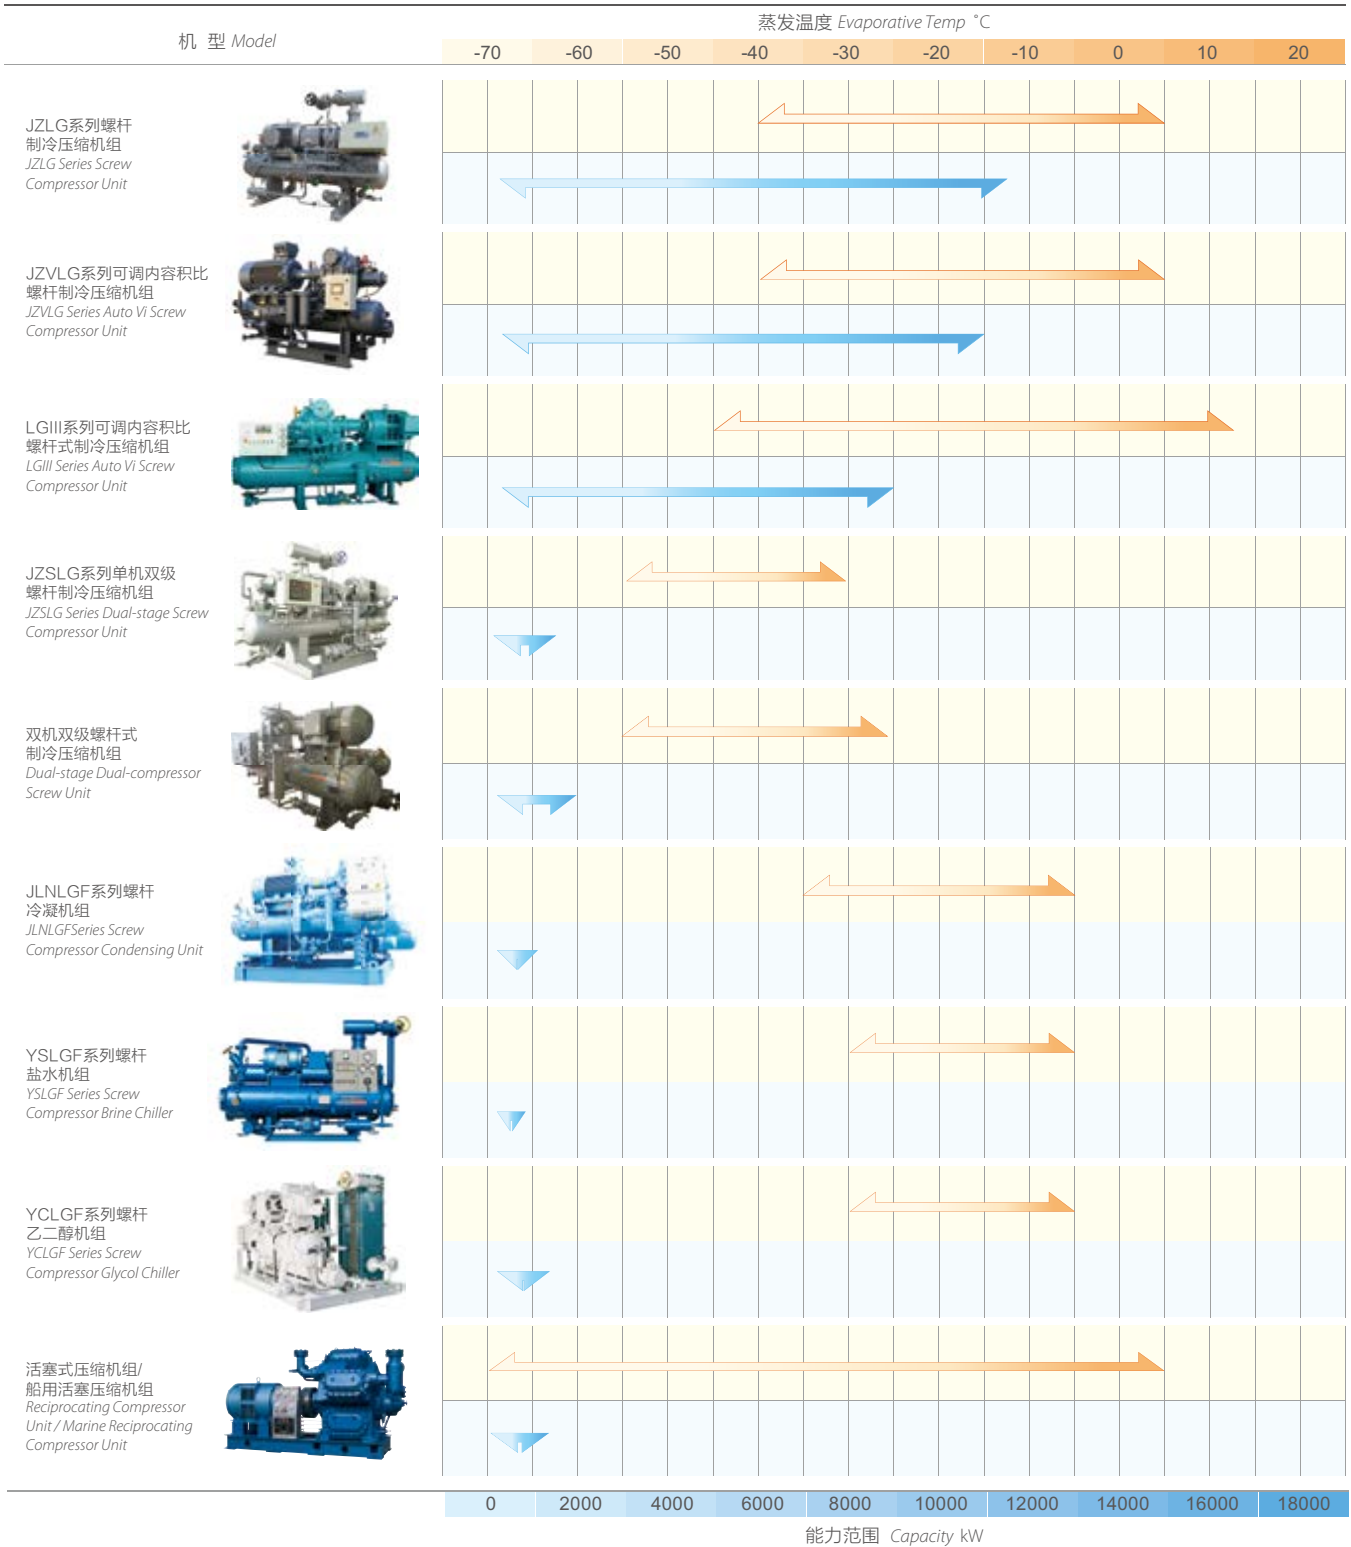 蒸发温度 Evaporative Temp °C
机 型 Model
-70 -60 -50 -40 -30 -20 -10 0 10 20
JZLG系列螺杆
制冷压缩机组
JZLG Series Screw
Compressor Unit
JZVLG系列可调内容积比
螺杆制冷压缩机组
JZVLG Series Auto Vi Screw
Compressor Unit
LGIII系列可调内容积比
螺杆式制冷压缩机组
LGIII Series Auto Vi Screw
Compressor Unit
JZSLG系列单机双级
螺杆制冷压缩机组
JZSLG Series Dual-stage Screw
Compressor Unit
双机双级螺杆式
制冷压缩机组
Dual-stage Dual-compressor
Screw Unit
JLNLGF系列螺杆
冷凝机组
JLNLGFSeries Screw
Compressor Condensing Unit
YSLGF系列螺杆
盐水机组
YSLGF Series Screw
Compressor Brine Chiller
YCLGF系列螺杆
乙二醇机组
YCLGF Series Screw
Compressor Glycol Chiller
活塞式压缩机组/
船用活塞压缩机组
Reciprocating Compressor
Unit / Marine Reciprocating
Compressor Unit
0 2000 4000 6000 8000 10000 12000 14000 16000 18000
能力范围 Capacity kW